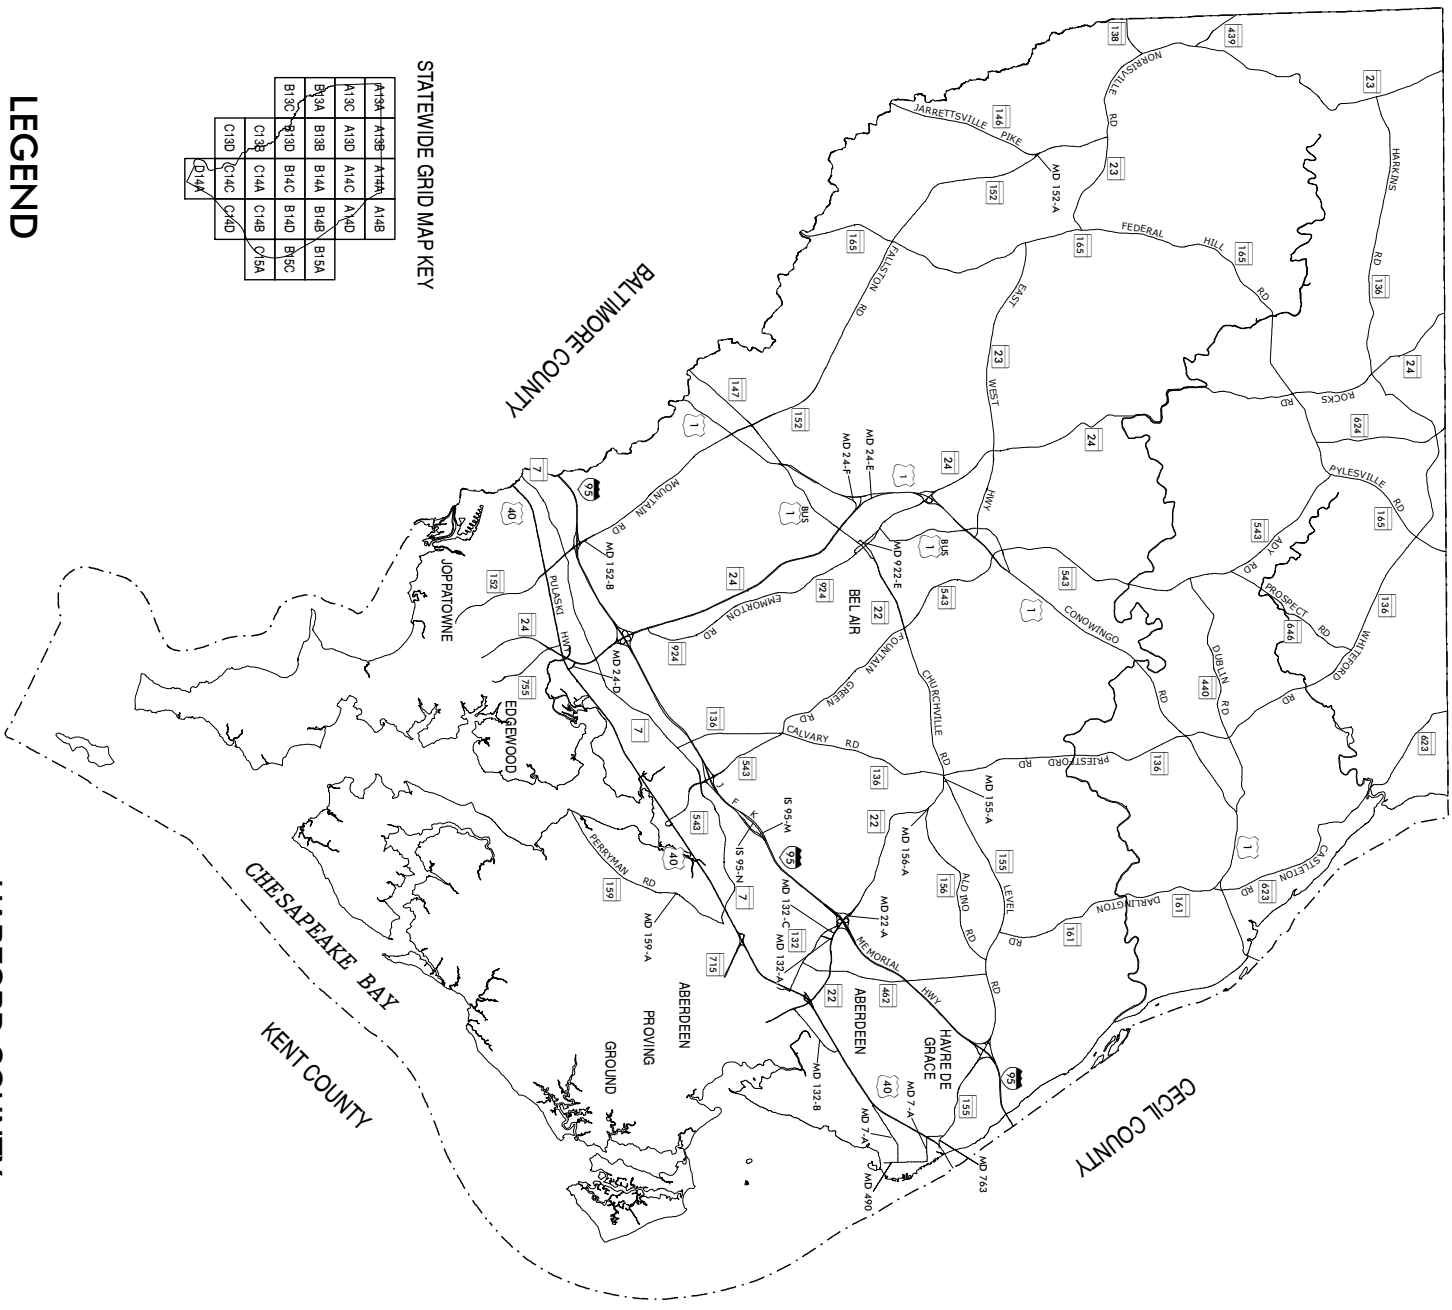 LEGEND
STATEWIDE GRID MAP KEY
A13A A13B A14A A14B
A13C A13D A14C A14D
B13A B13B B14A B14B B15A
B13C B13D B14C B14D B15C
C13B C14A C14B C15A
C13D C14C C14D
D14A
BALTIMORE COUNTY
CECIL COUNTY
KENT COUNTY
CHESAPEAKE BAY
138
439
23
NORRISVILLE RD
HARKINS RD
136
146
JARRETTSVILLE PIKE
MD 152-A
23
152
165
165
FEDERAL HILL RD
165
FALLSTON RD
EAST
23
WEST
HWY
24
ROCKS RD
624
PYLESVILLE RD
165
147
1
152
MD 24-F
MD 24-E
1
24
24
BUS
1
BUS
1
MD 922-E
543
ADY RD
543
PROSPECT RD
646
136
WHITEFORD RD
7
95
40
MOUNTAIN RD
MD 152-B
24
924
EMMORTON RD
924
BEL AIR
22
543
1
CONOWINGO RD
DUBLIN RD
440
JOPPATOWNE
152
PULASKI HWY
24
755
MD 24-D
EDGEWOOD
7
FOUNTAIN GREEN RD
CHURCHVILLE RD
136
CALVARY RD
136
543
PRIESTFORD RD
136
MD 155-A
623
J F K
IS 95-M
IS 95-N
95
22
MD 156-A
155
LEVEL RD
156
ALDINO RD
543
40
PERRYMAN RD
159
MD 159-A
7
MD 132-C
132
MD 132-A
MD 22-A
MEMORIAL HWY
462
161
DARLINGTON
161
623
CASTLETON RD
1
715
22
ABERDEEN
RD
ABERDEEN
PROVING
GROUND
HAVRE DE
GRACE
95
MD 132-B
40
MD 7-A
MD 7-A
155
MD 490
MD 763